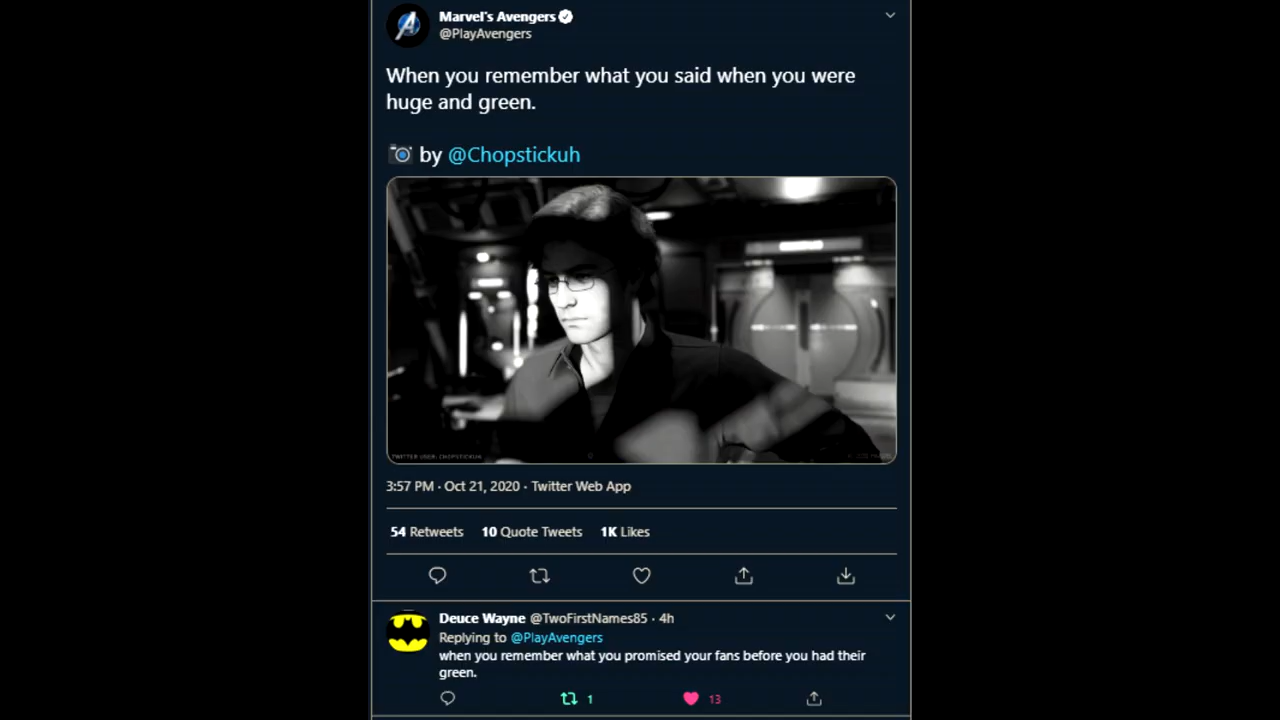 Marvel's Avengers
@PlayAvengers
When you remember what you said when you were
huge and green.
📷 by @Chopstickuh
TWITTER USER: CHOPSTICKUH
3:57 PM · Oct 21, 2020 · Twitter Web App
54 Retweets 10 Quote Tweets 1K Likes
Deuce Wayne @TwoFirstNames85 · 4h
Replying to @PlayAvengers
when you remember what you promised your fans before you had their
green.
1 13